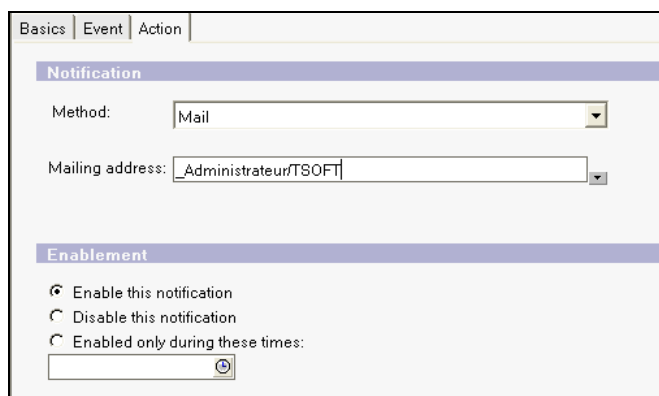 Basics Event Action
Notification
Method: Mail
Mailing address: _Administrateur/TSOFT
Enablement
Enable this notification
Disable this notification
Enabled only during these times: